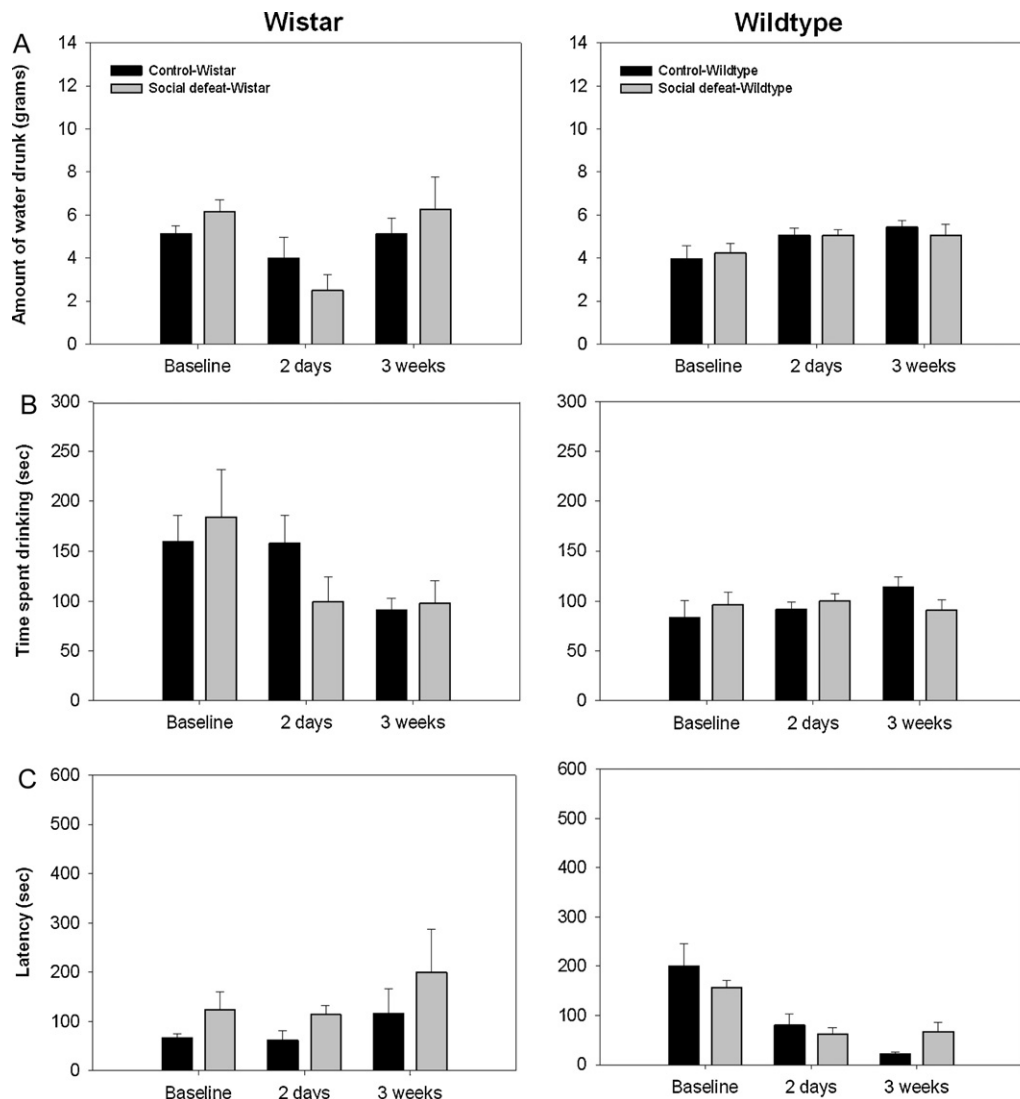 Wistar
Wildtype
A
Amount of water drunk (grams)
14
12
10
8
6
4
2
0
Control-Wistar
Social defeat-Wistar
Baseline
2 days
3 weeks
14
12
10
8
6
4
2
0
Control-Wildtype
Social defeat-Wildtype
Baseline
2 days
3 weeks
B
Time spent drinking (sec)
300
250
200
150
100
50
0
Baseline
2 days
3 weeks
300
250
200
150
100
50
0
Baseline
2 days
3 weeks
C
Latency (sec)
600
500
400
300
200
100
0
Baseline
2 days
3 weeks
600
500
400
300
200
100
0
Baseline
2 days
3 weeks